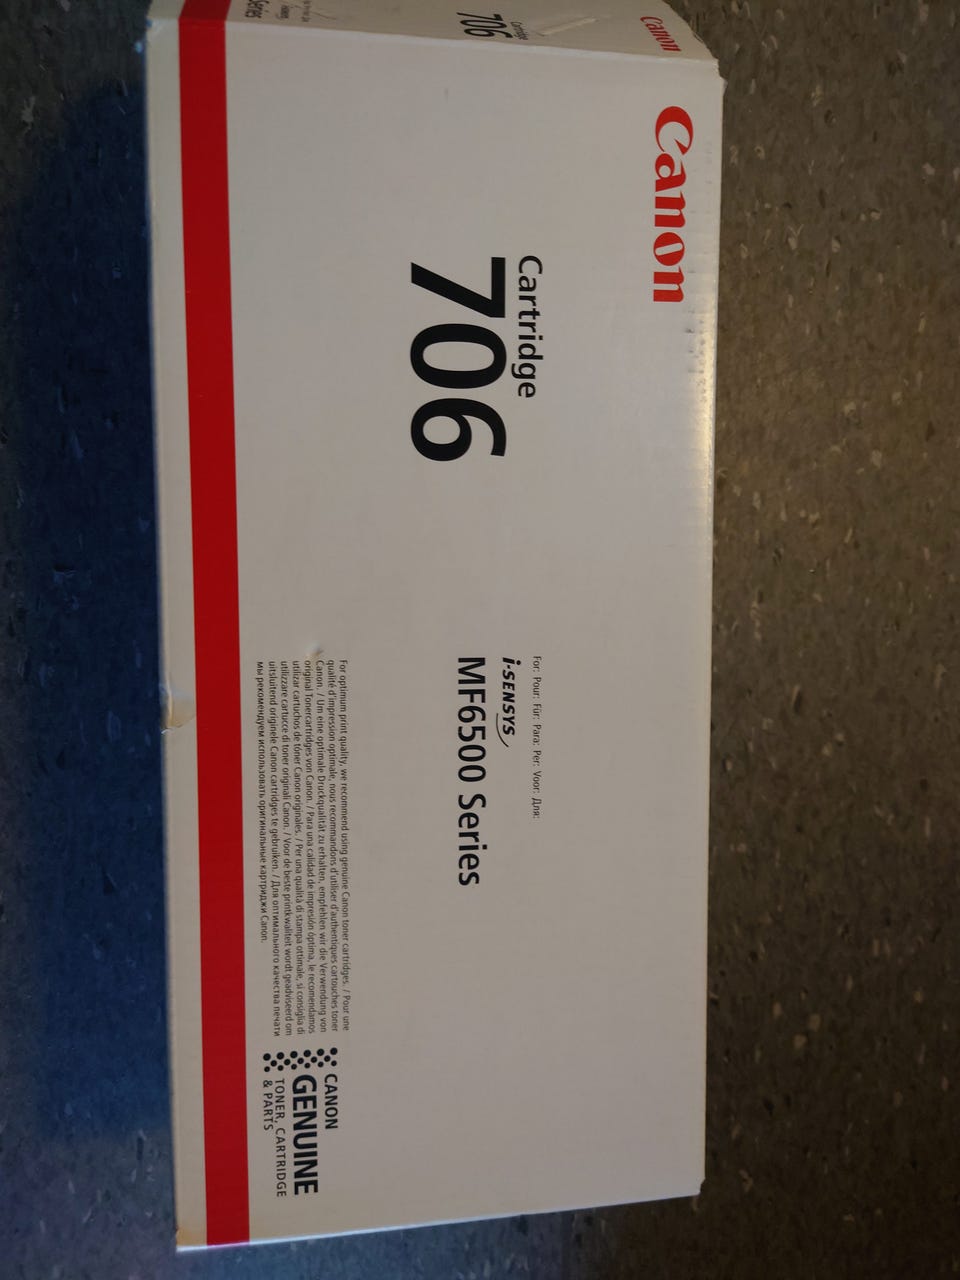 Canon
Cartridge
706
Canon
Cartridge
706
For: Pour: Für: Para: Per: Voor: Для:
i-SENSYS
MF6500 Series
For optimum print quality, we recommend using genuine Canon toner cartridges. / Pour une
qualité d'impression optimale, nous recommandons d'utiliser d'authentiques cartouches toner
Canon. / Um eine optimale Druckqualität zu erhalten, empfehlen wir die Verwendung von
original Tonercartridges von Canon. / Para una calidad de impresión óptima, le recomendamos
utilizar cartuchos de tóner Canon originales. / Per una qualità di stampa ottimale, si consiglia di
utilizzare cartucce di toner originali Canon. / Voor de beste printkwaliteit wordt geadviseerd om
uitsluitend originele Canon cartridges te gebruiken. / Для оптимального качества печати
мы рекомендуем использовать оригинальные картриджи Canon.
CANON
GENUINE
TONER, CARTRIDGE
& PARTS